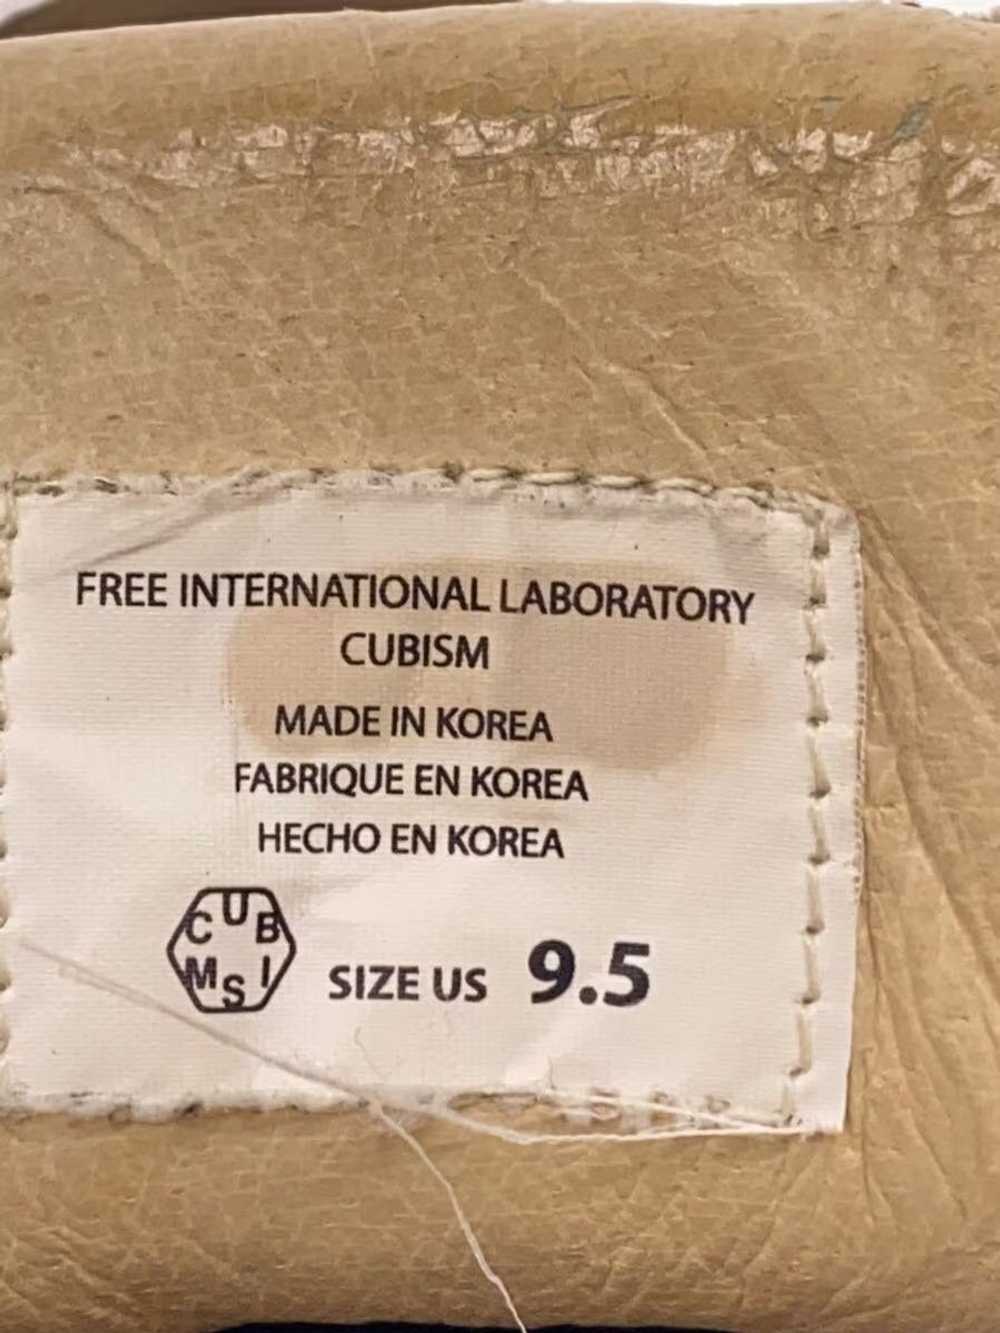 FREE INTERNATIONAL LABORATORY
CUBISM
MADE IN KOREA
FABRIQUE EN KOREA
HECHO EN KOREA
CUBISM
SIZE US 9.5